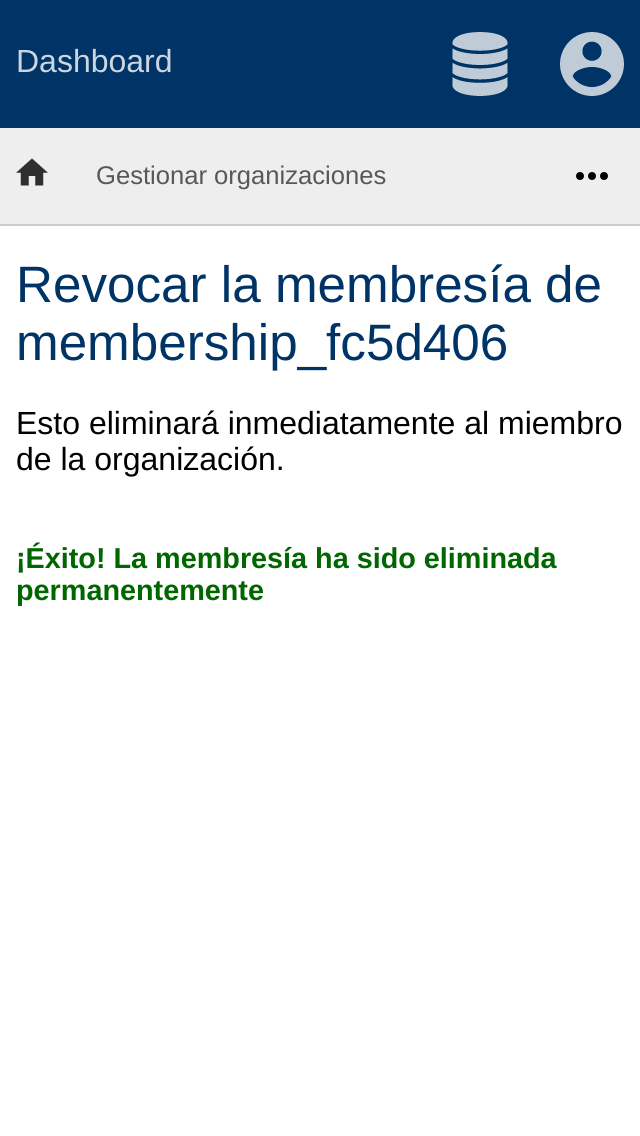 Dashboard
Gestionar organizaciones
Revocar la membresía de
membership_fc5d406
Esto eliminará inmediatamente al miembro
de la organización.
¡Éxito! La membresía ha sido eliminada
permanentemente